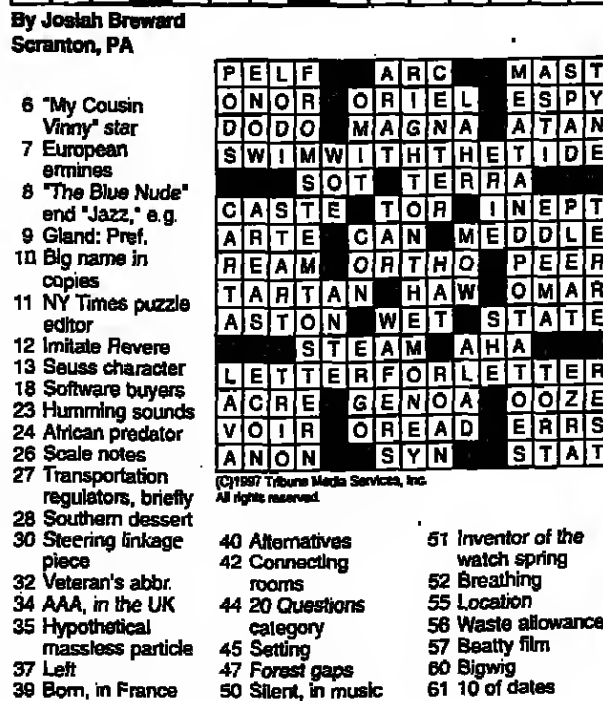 By Josiah Breward
Scranton, PA
6 "My Cousin
Vinny" star
7 European
ermines
8 "The Blue Nude"
end "Jazz," e.g.
9 Gland: Pref.
10 Big name in
copies
11 NY Times puzzle
editor
12 Imitate Revere
13 Seuss character
18 Software buyers
23 Humming sounds
24 African predator
26 Scale notes
27 Transportation
regulators, briefly
28 Southern dessert
30 Steering linkage
piece
32 Veteran's abbr.
34 AAA, in the UK
35 Hypothetical
massless particle
37 Left
39 Born, in France
PELF ARC MAST
ONOR ORIEL ESPY
DODO MAGNA ATAN
SWIMWITHTHETIDE
SOT TERRA
CASTE TOR INEPT
ARTE CAN MEDDLE
REAM ORTHO PEER
TARTAN HAW OMAR
ASTON WET STATE
STEAM AHA
LETTERFORLETTER
ACRE GENOA OOZE
VOIR OREAD ERRS
ANON SYN STAT
(C)1997 Tribune Media Services, Inc.
All rights reserved.
40 Alternatives
42 Connecting
rooms
44 20 Questions
category
45 Setting
47 Forest gaps
50 Silent, in music
51 Inventor of the
watch spring
52 Breathing
55 Location
56 Waste allowance
57 Beatty film
60 Bigwig
61 10 of dates